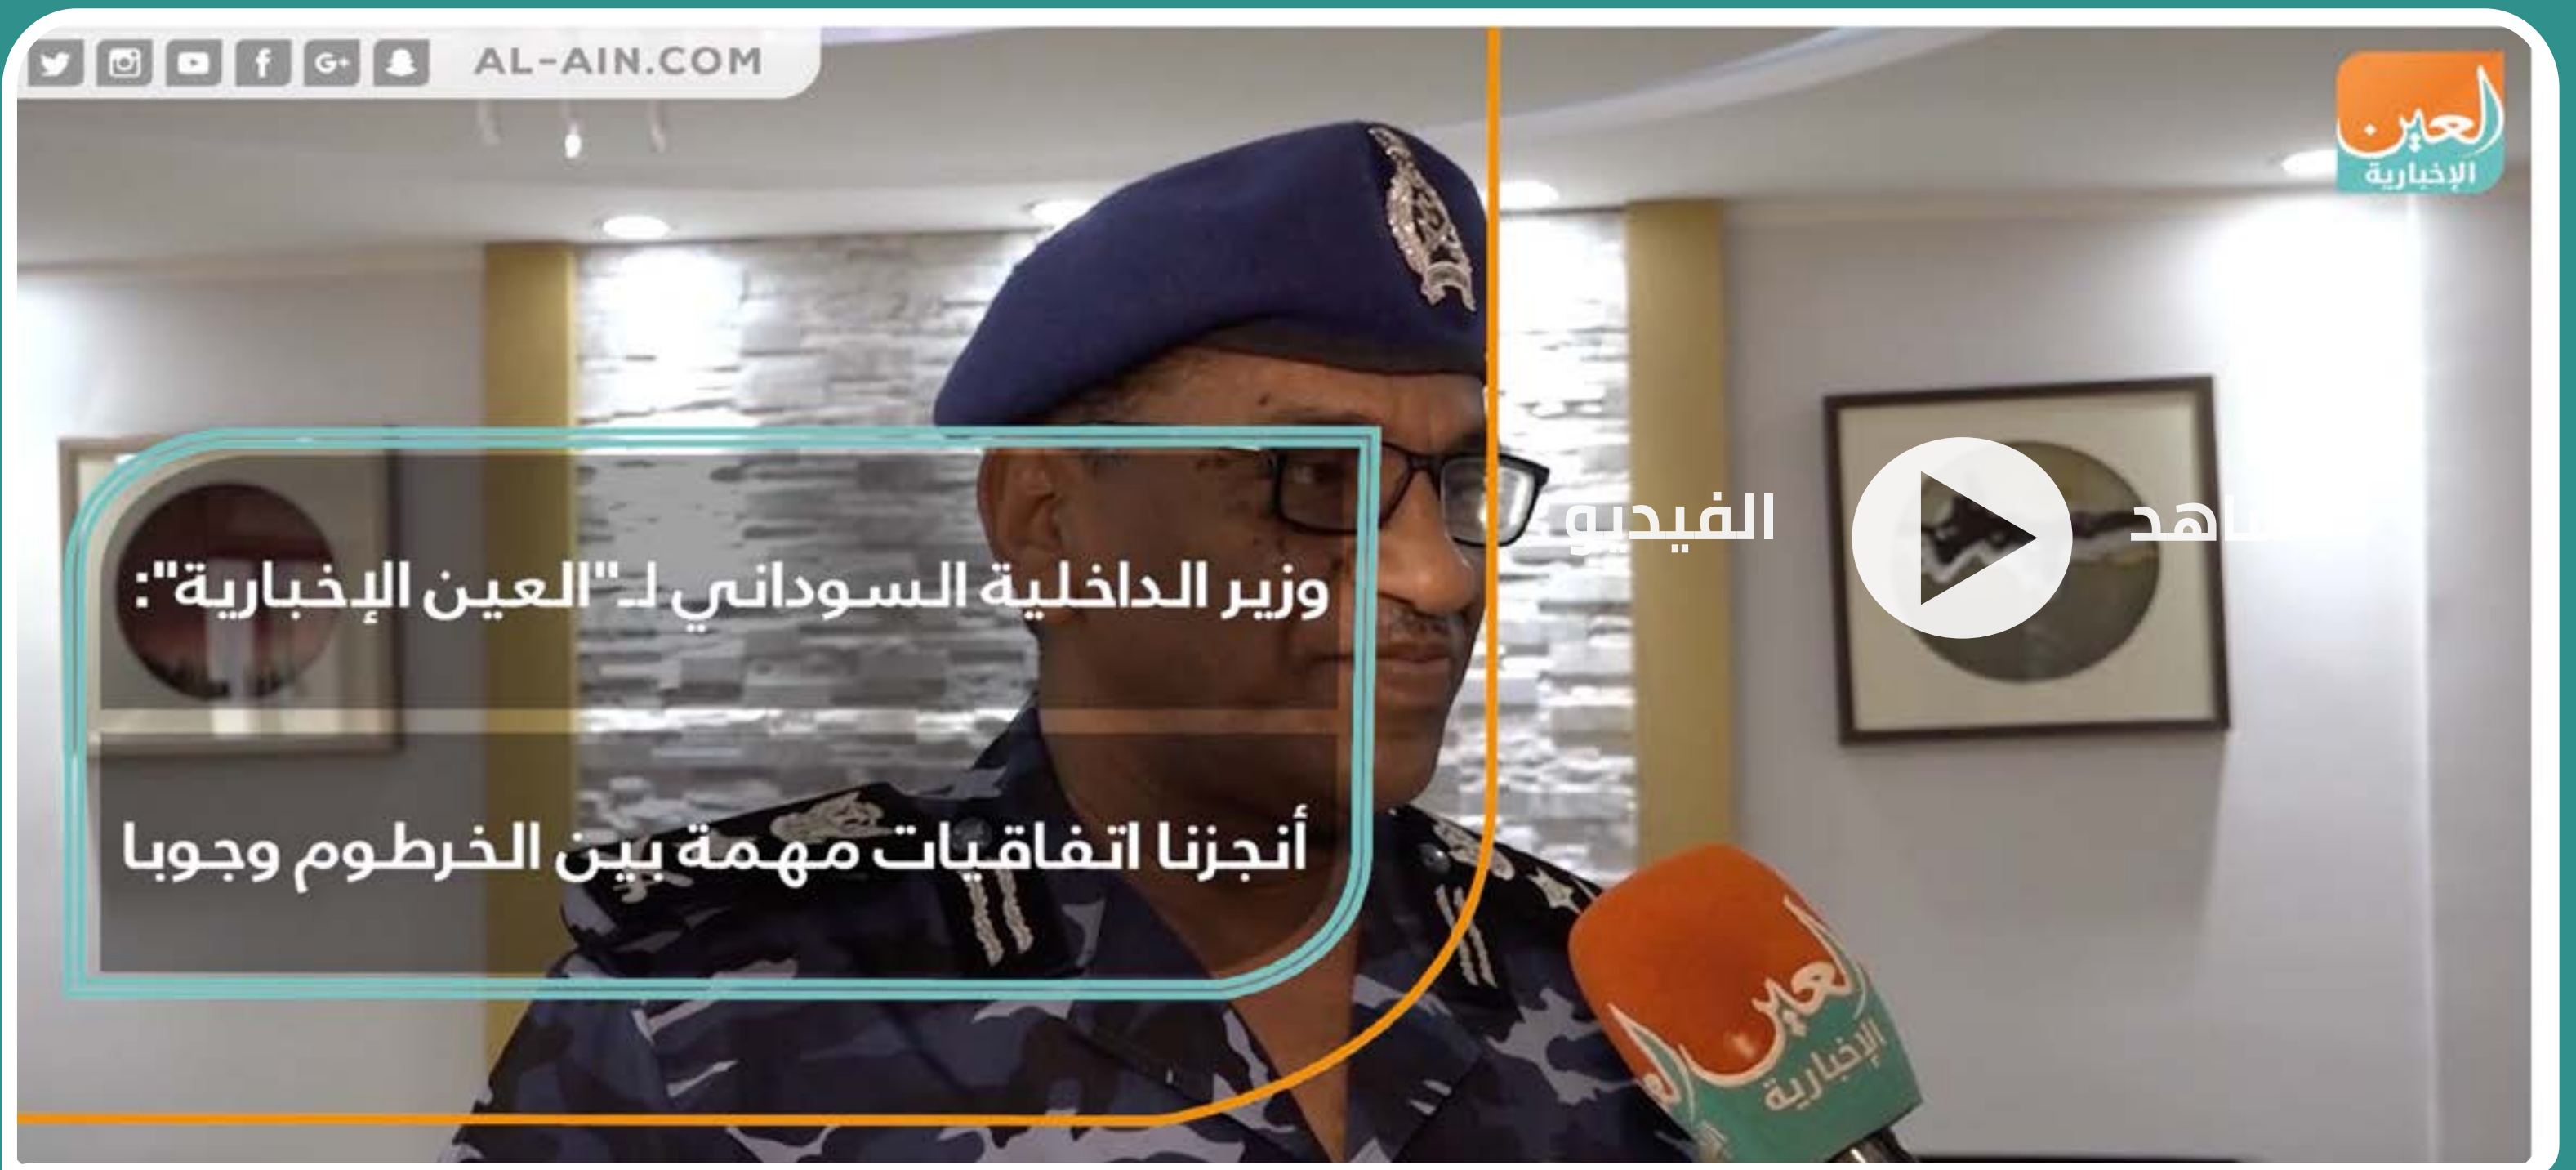 AL-AIN.COM
العين
الإخبارية
الفيديو
وزير الداخلية السوداني لـ"العين الإخبارية":
أنجزنا اتفاقيات مهمة بين الخرطوم وجوبا
العين
الإخبارية